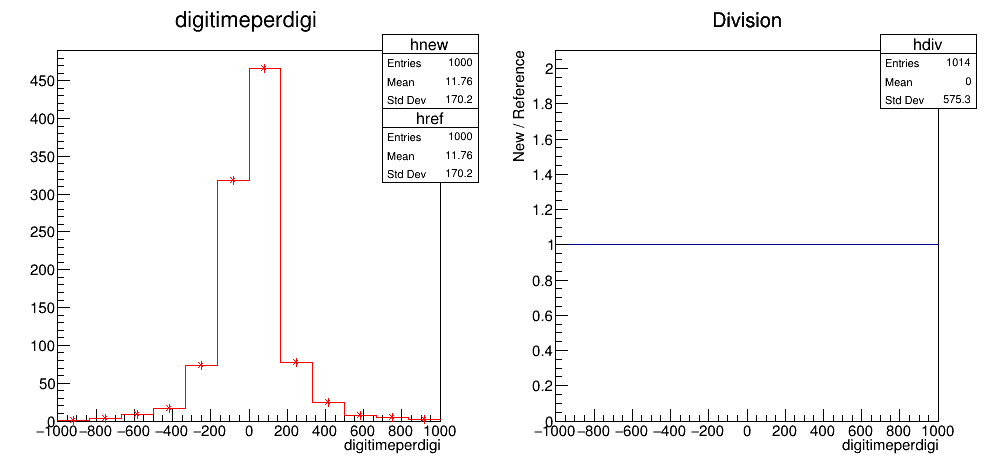 digitimeperdigi
hnew
Entries 1000
Mean 11.76
Std Dev 170.2
href
Entries 1000
Mean 11.76
Std Dev 170.2
450
400
350
300
250
200
150
100
50
0
−1000 −800 −600 −400 −200 0 200 400 600 800 1000
digitimeperdigi
Division
hdiv
Entries 1014
Mean 0
Std Dev 575.3
New / Reference
2
1.8
1.6
1.4
1.2
1
0.8
0.6
0.4
0.2
0
−1000 −800 −600 −400 −200 0 200 400 600 800 1000
digitimeperdigi